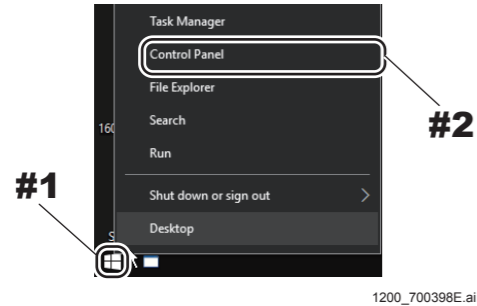 Task Manager
Control Panel
File Explorer
160
Search
Run
Shut down or sign out
Desktop
S
#1
#2
1200_700398E.ai